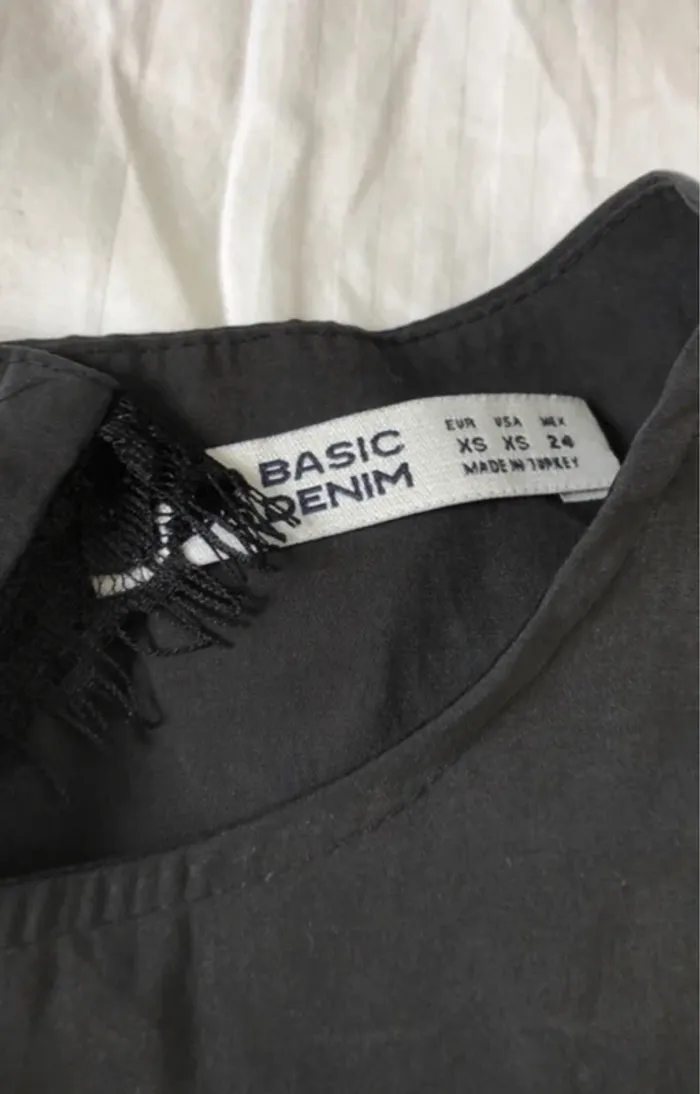 BASIC
DENIM
EUR USA MEX
XS XS 24
MADE IN TURKEY